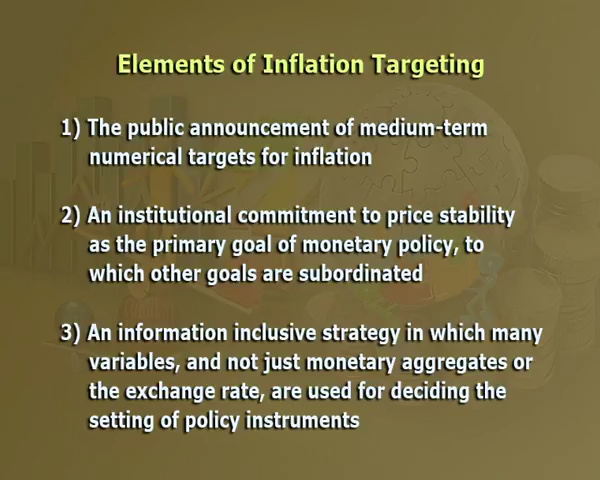 Elements of Inflation Targeting
1) The public announcement of medium-term
numerical targets for inflation
2) An institutional commitment to price stability
as the primary goal of monetary policy, to
which other goals are subordinated
3) An information inclusive strategy in which many
variables, and not just monetary aggregates or
the exchange rate, are used for deciding the
setting of policy instruments